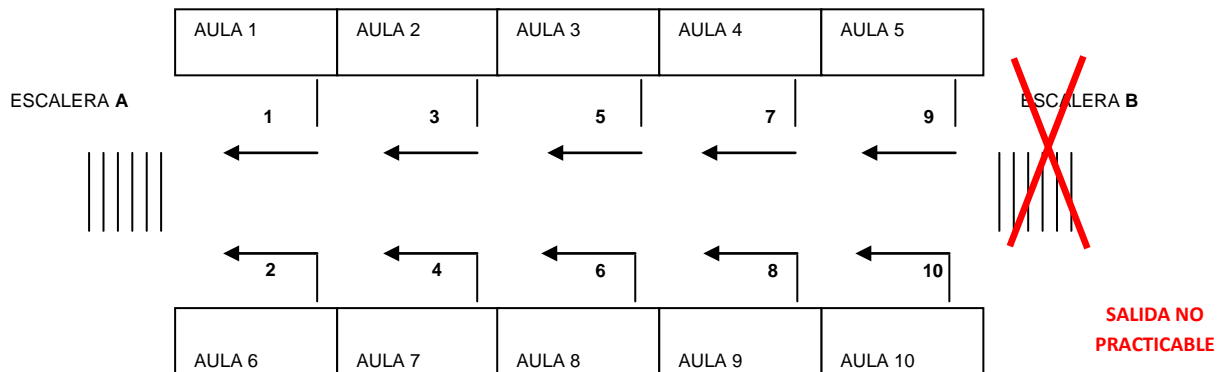 AULA 1 AULA 2 AULA 3 AULA 4 AULA 5
ESCALERA A ESCALERA B
1 3 5 7 9
2 4 6 8 10
SALIDA NO
PRACTICABLE
AULA 6 AULA 7 AULA 8 AULA 9 AULA 10